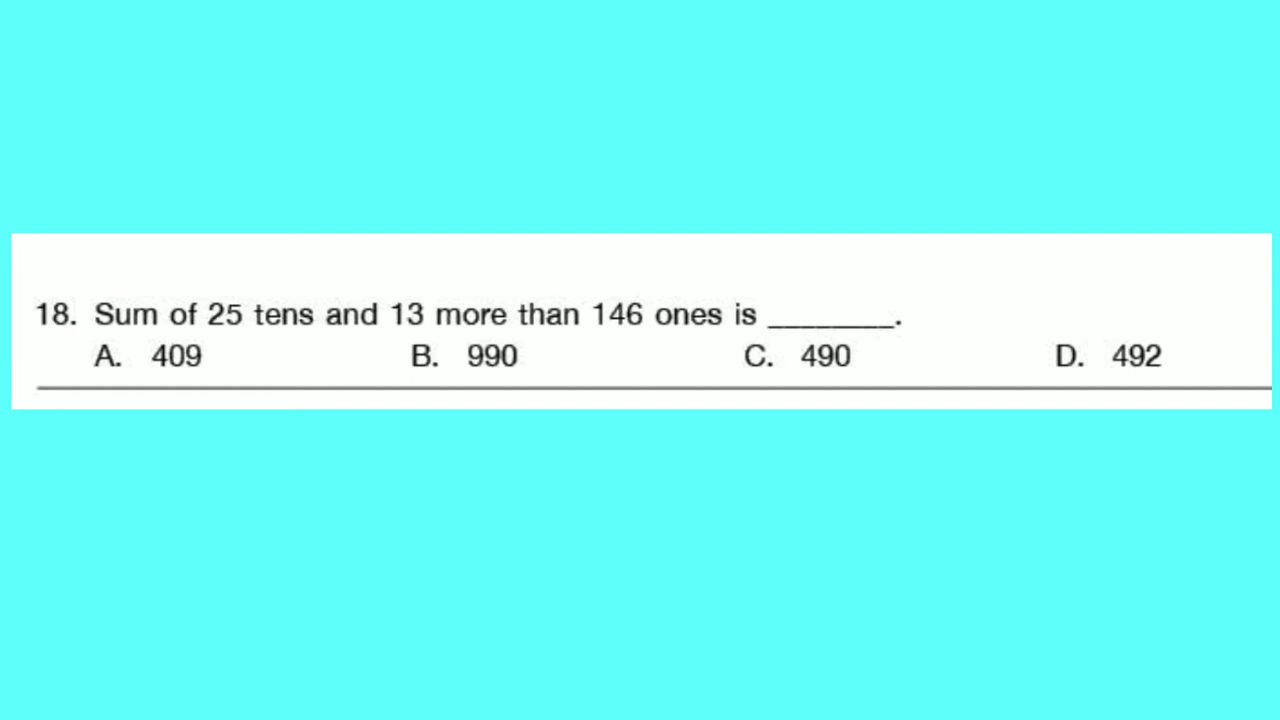 18. Sum of 25 tens and 13 more than 146 ones is ________.
A. 409 B. 990 C. 490 D. 492